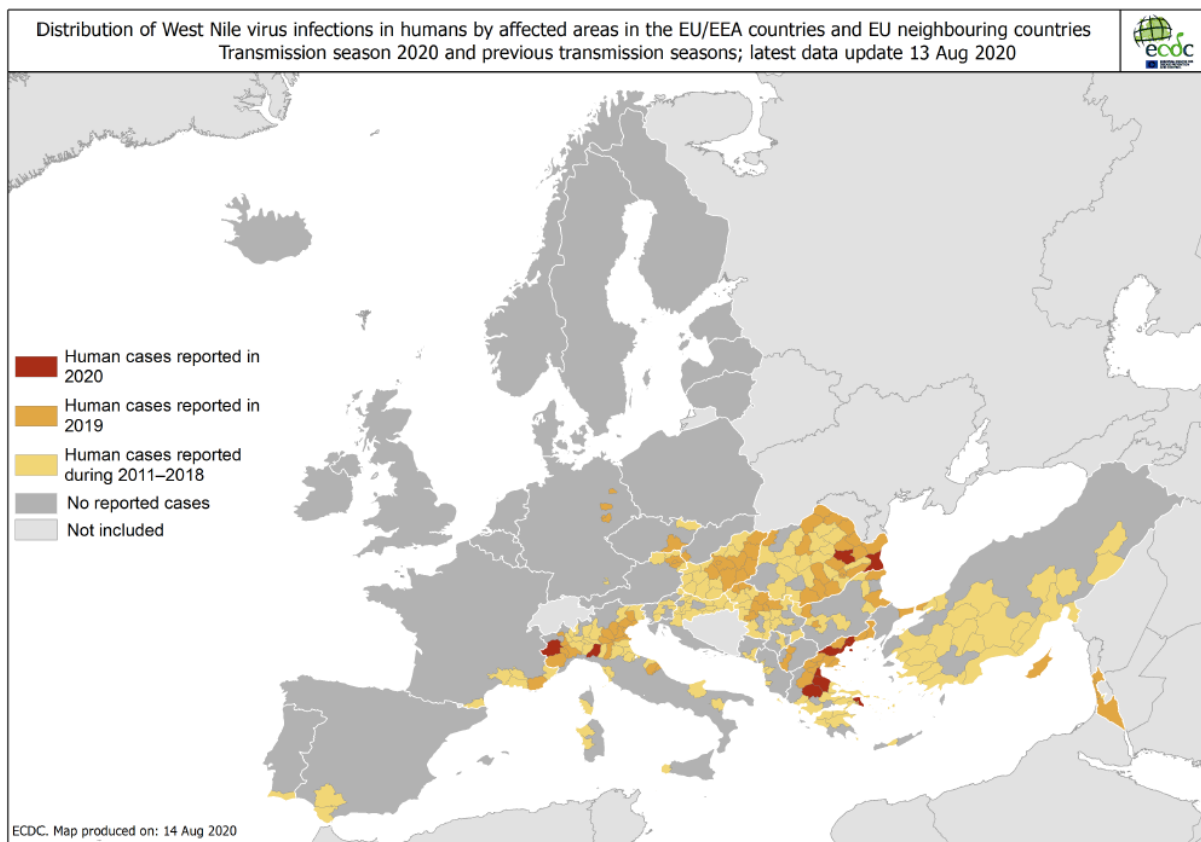 Distribution of West Nile virus infections in humans by affected areas in the EU/EEA countries and EU neighbouring countries
Transmission season 2020 and previous transmission seasons; latest data update 13 Aug 2020
ecdc
Human cases reported in
2020
Human cases reported in
2019
Human cases reported
during 2011–2018
No reported cases
Not included
ECDC. Map produced on: 14 Aug 2020